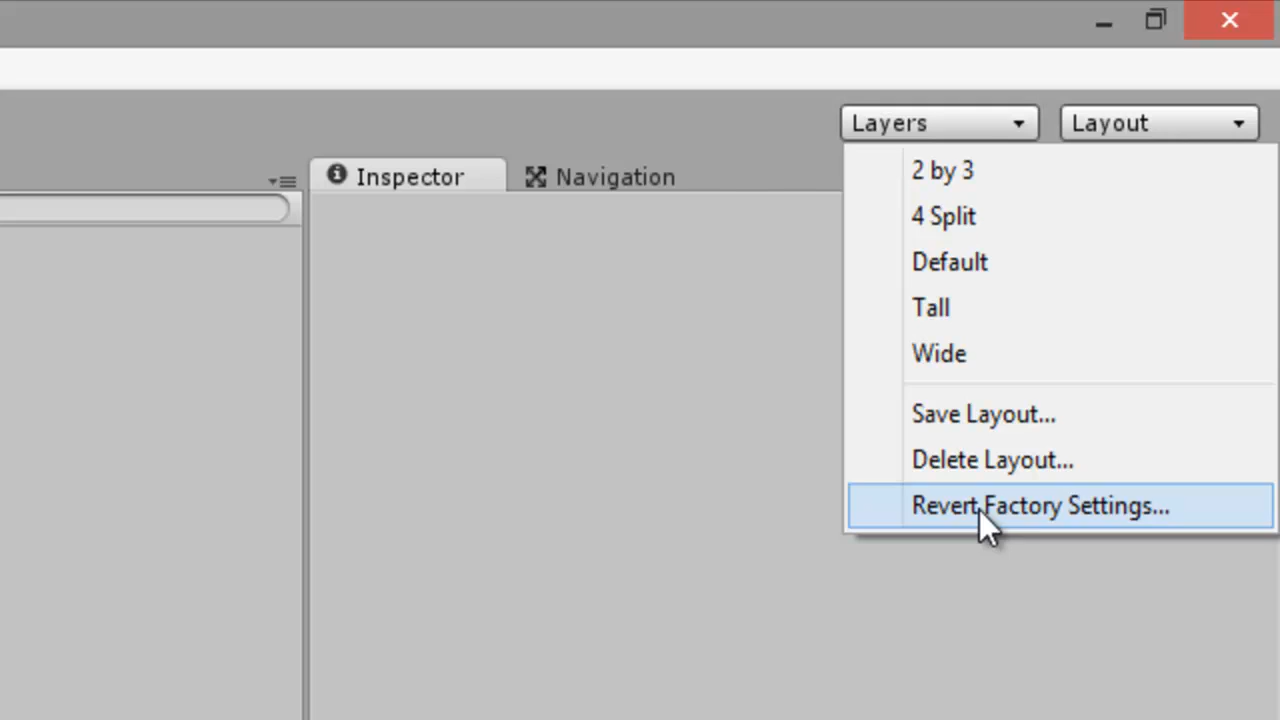 Layers
Layout
Inspector
Navigation
2 by 3
4 Split
Default
Tall
Wide
Save Layout...
Delete Layout...
Revert Factory Settings...